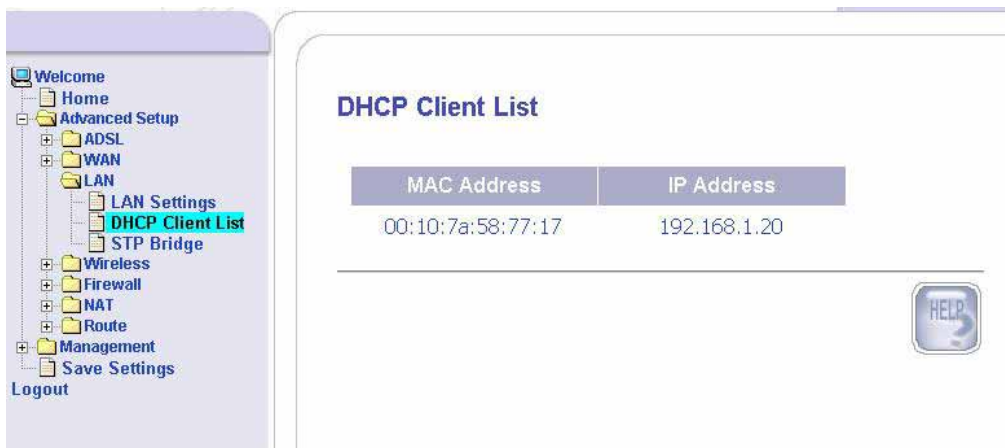 Welcome
Home
Advanced Setup
ADSL
WAN
LAN
LAN Settings
DHCP Client List
STP Bridge
Wireless
Firewall
NAT
Route
Management
Save Settings
Logout
DHCP Client List
MAC Address IP Address
00:10:7a:58:77:17 192.168.1.20
HELP